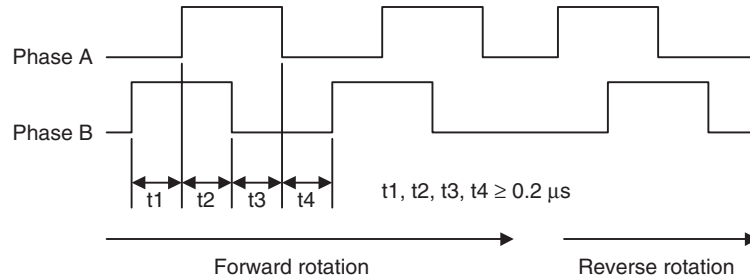 Phase A
Phase B
t1 t2 t3 t4
t1, t2, t3, t4 ≥ 0.2 μs
Forward rotation Reverse rotation